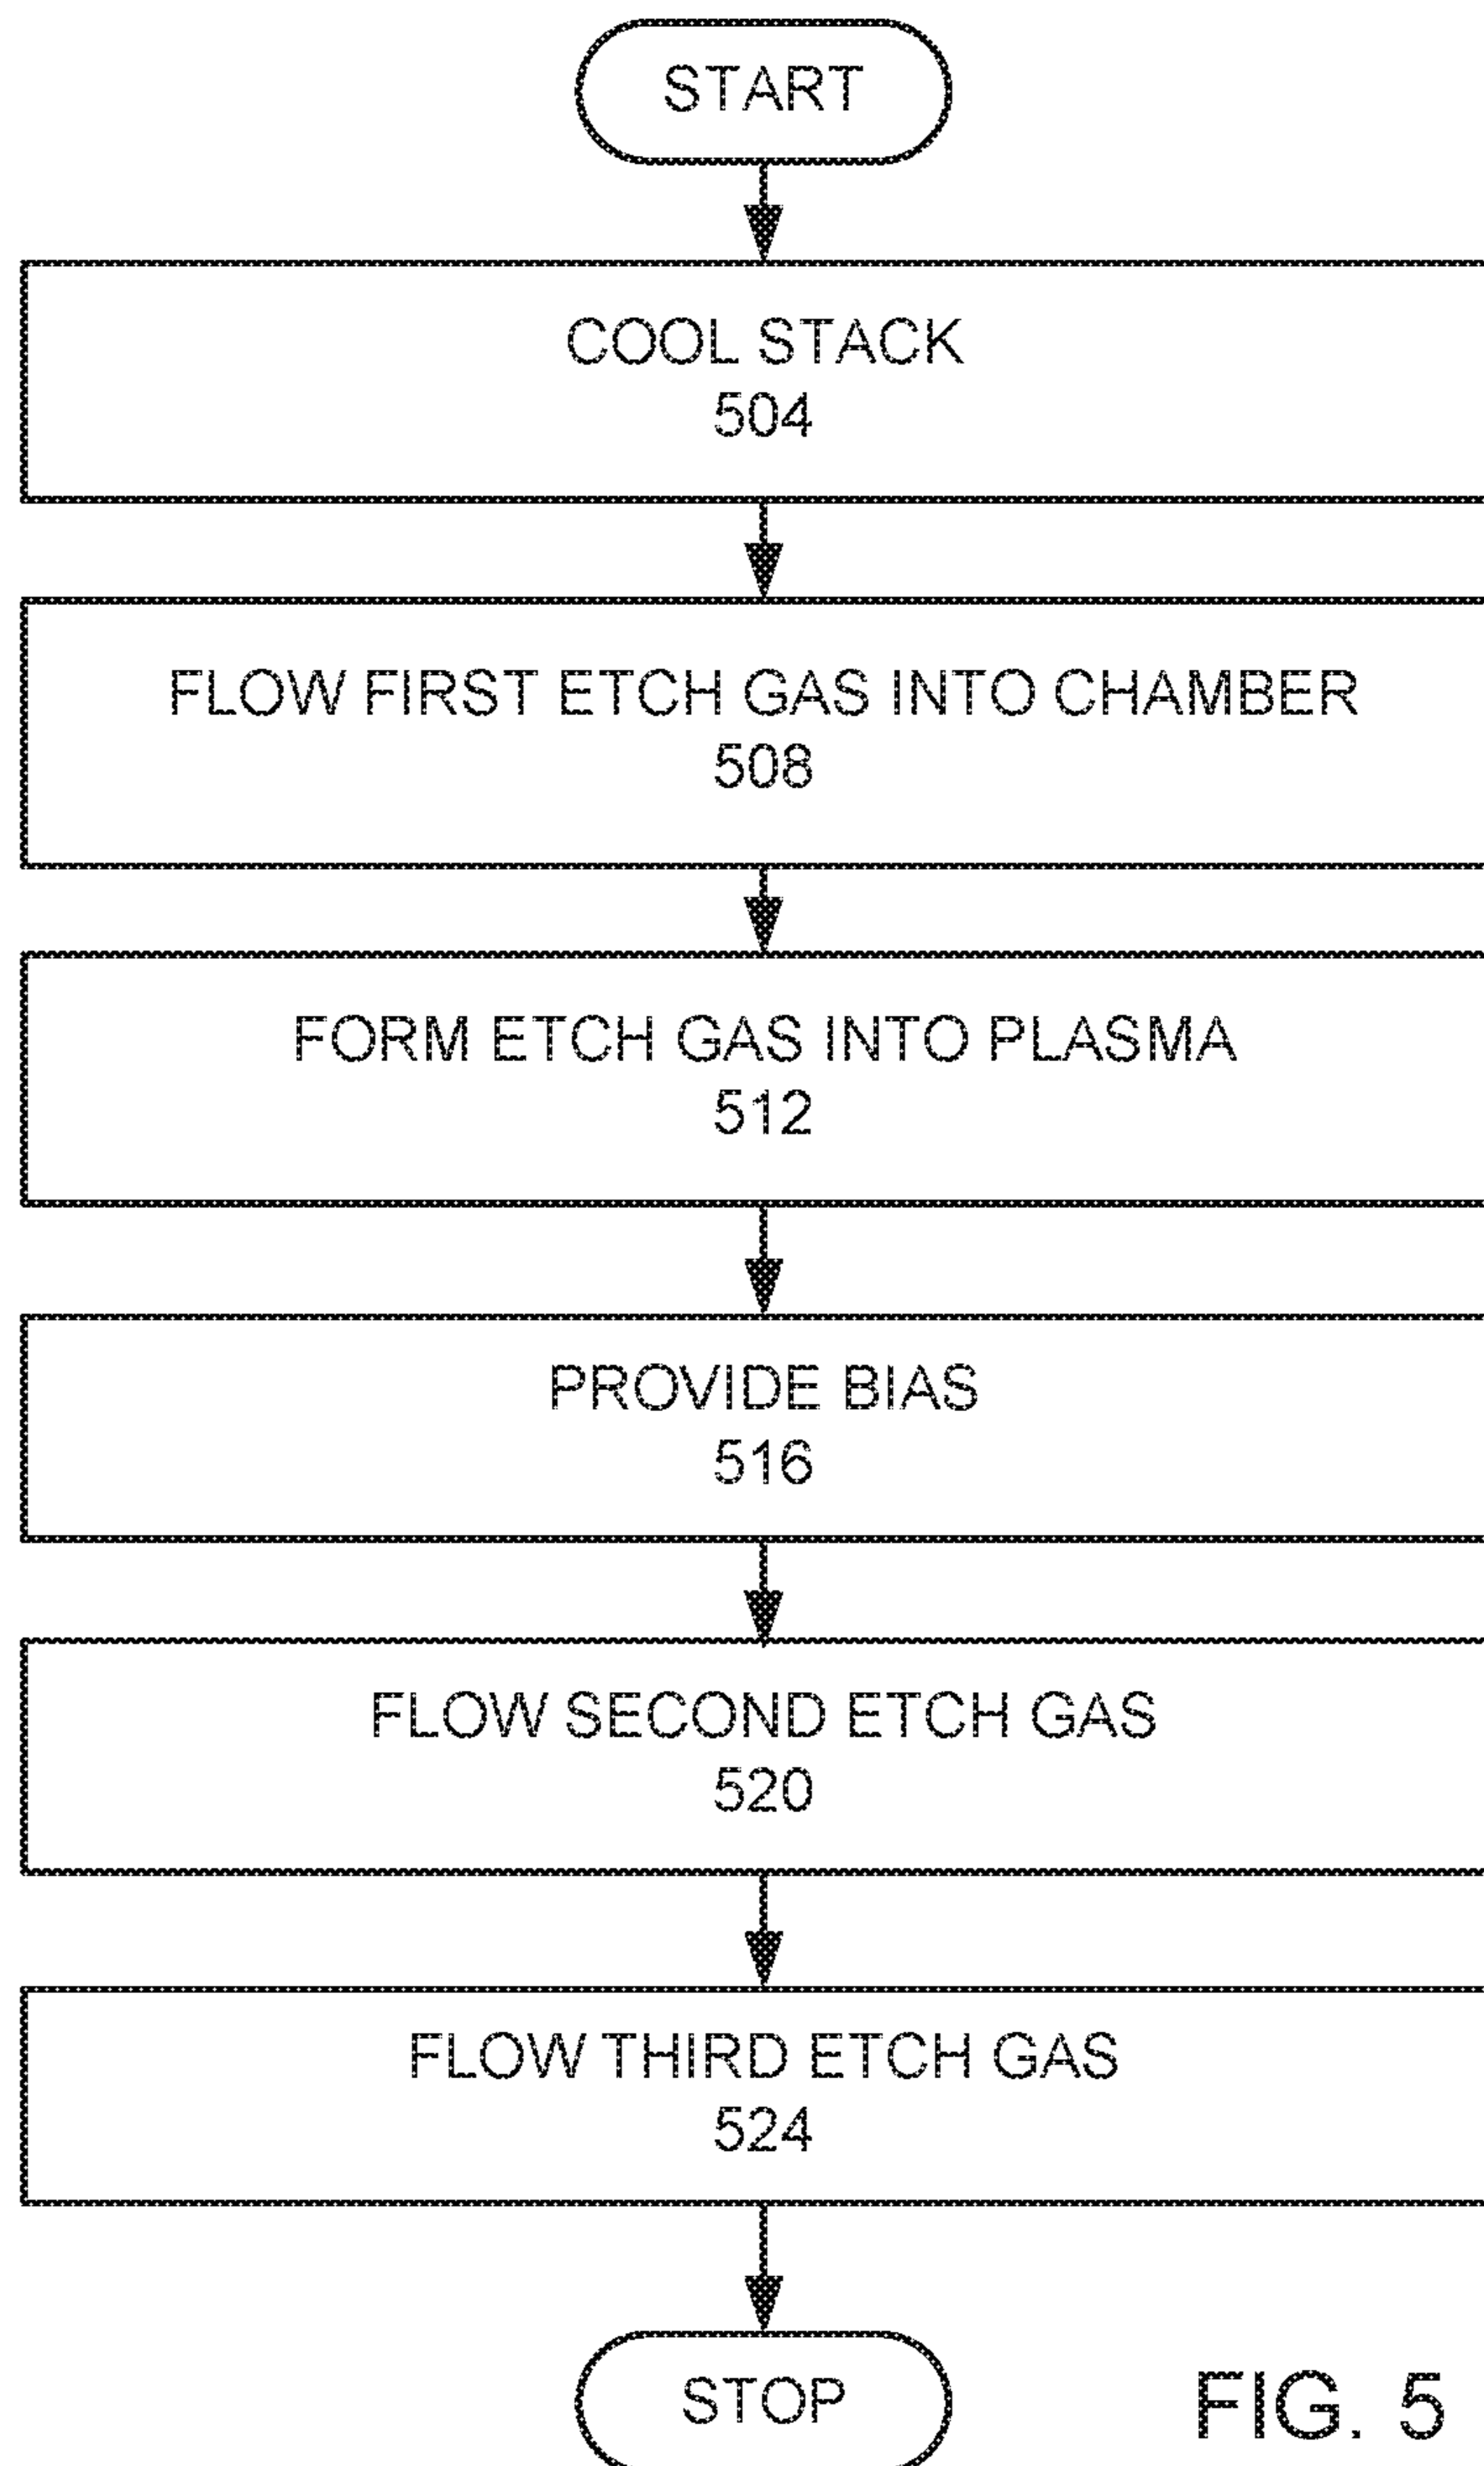 START
COOL STACK
504
FLOW FIRST ETCH GAS INTO CHAMBER
508
FORM ETCH GAS INTO PLASMA
512
PROVIDE BIAS
516
FLOW SECOND ETCH GAS
520
FLOW THIRD ETCH GAS
524
STOP
FIG. 5